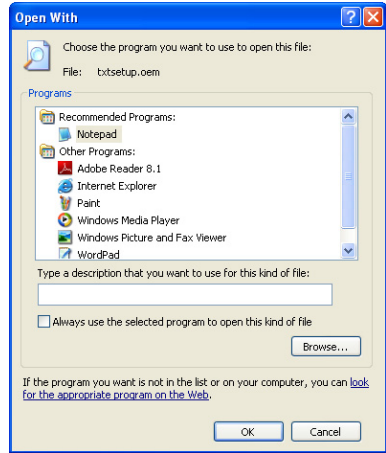 Open With
Choose the program you want to use to open this file:
File: txtsetup.oem
Programs
Recommended Programs:
Notepad
Other Programs:
Adobe Reader 8.1
Internet Explorer
Paint
Windows Media Player
Windows Picture and Fax Viewer
WordPad
Type a description that you want to use for this kind of file:
Always use the selected program to open this kind of file
Browse...
If the program you want is not in the list or on your computer, you can look
for the appropriate program on the Web.
OK Cancel